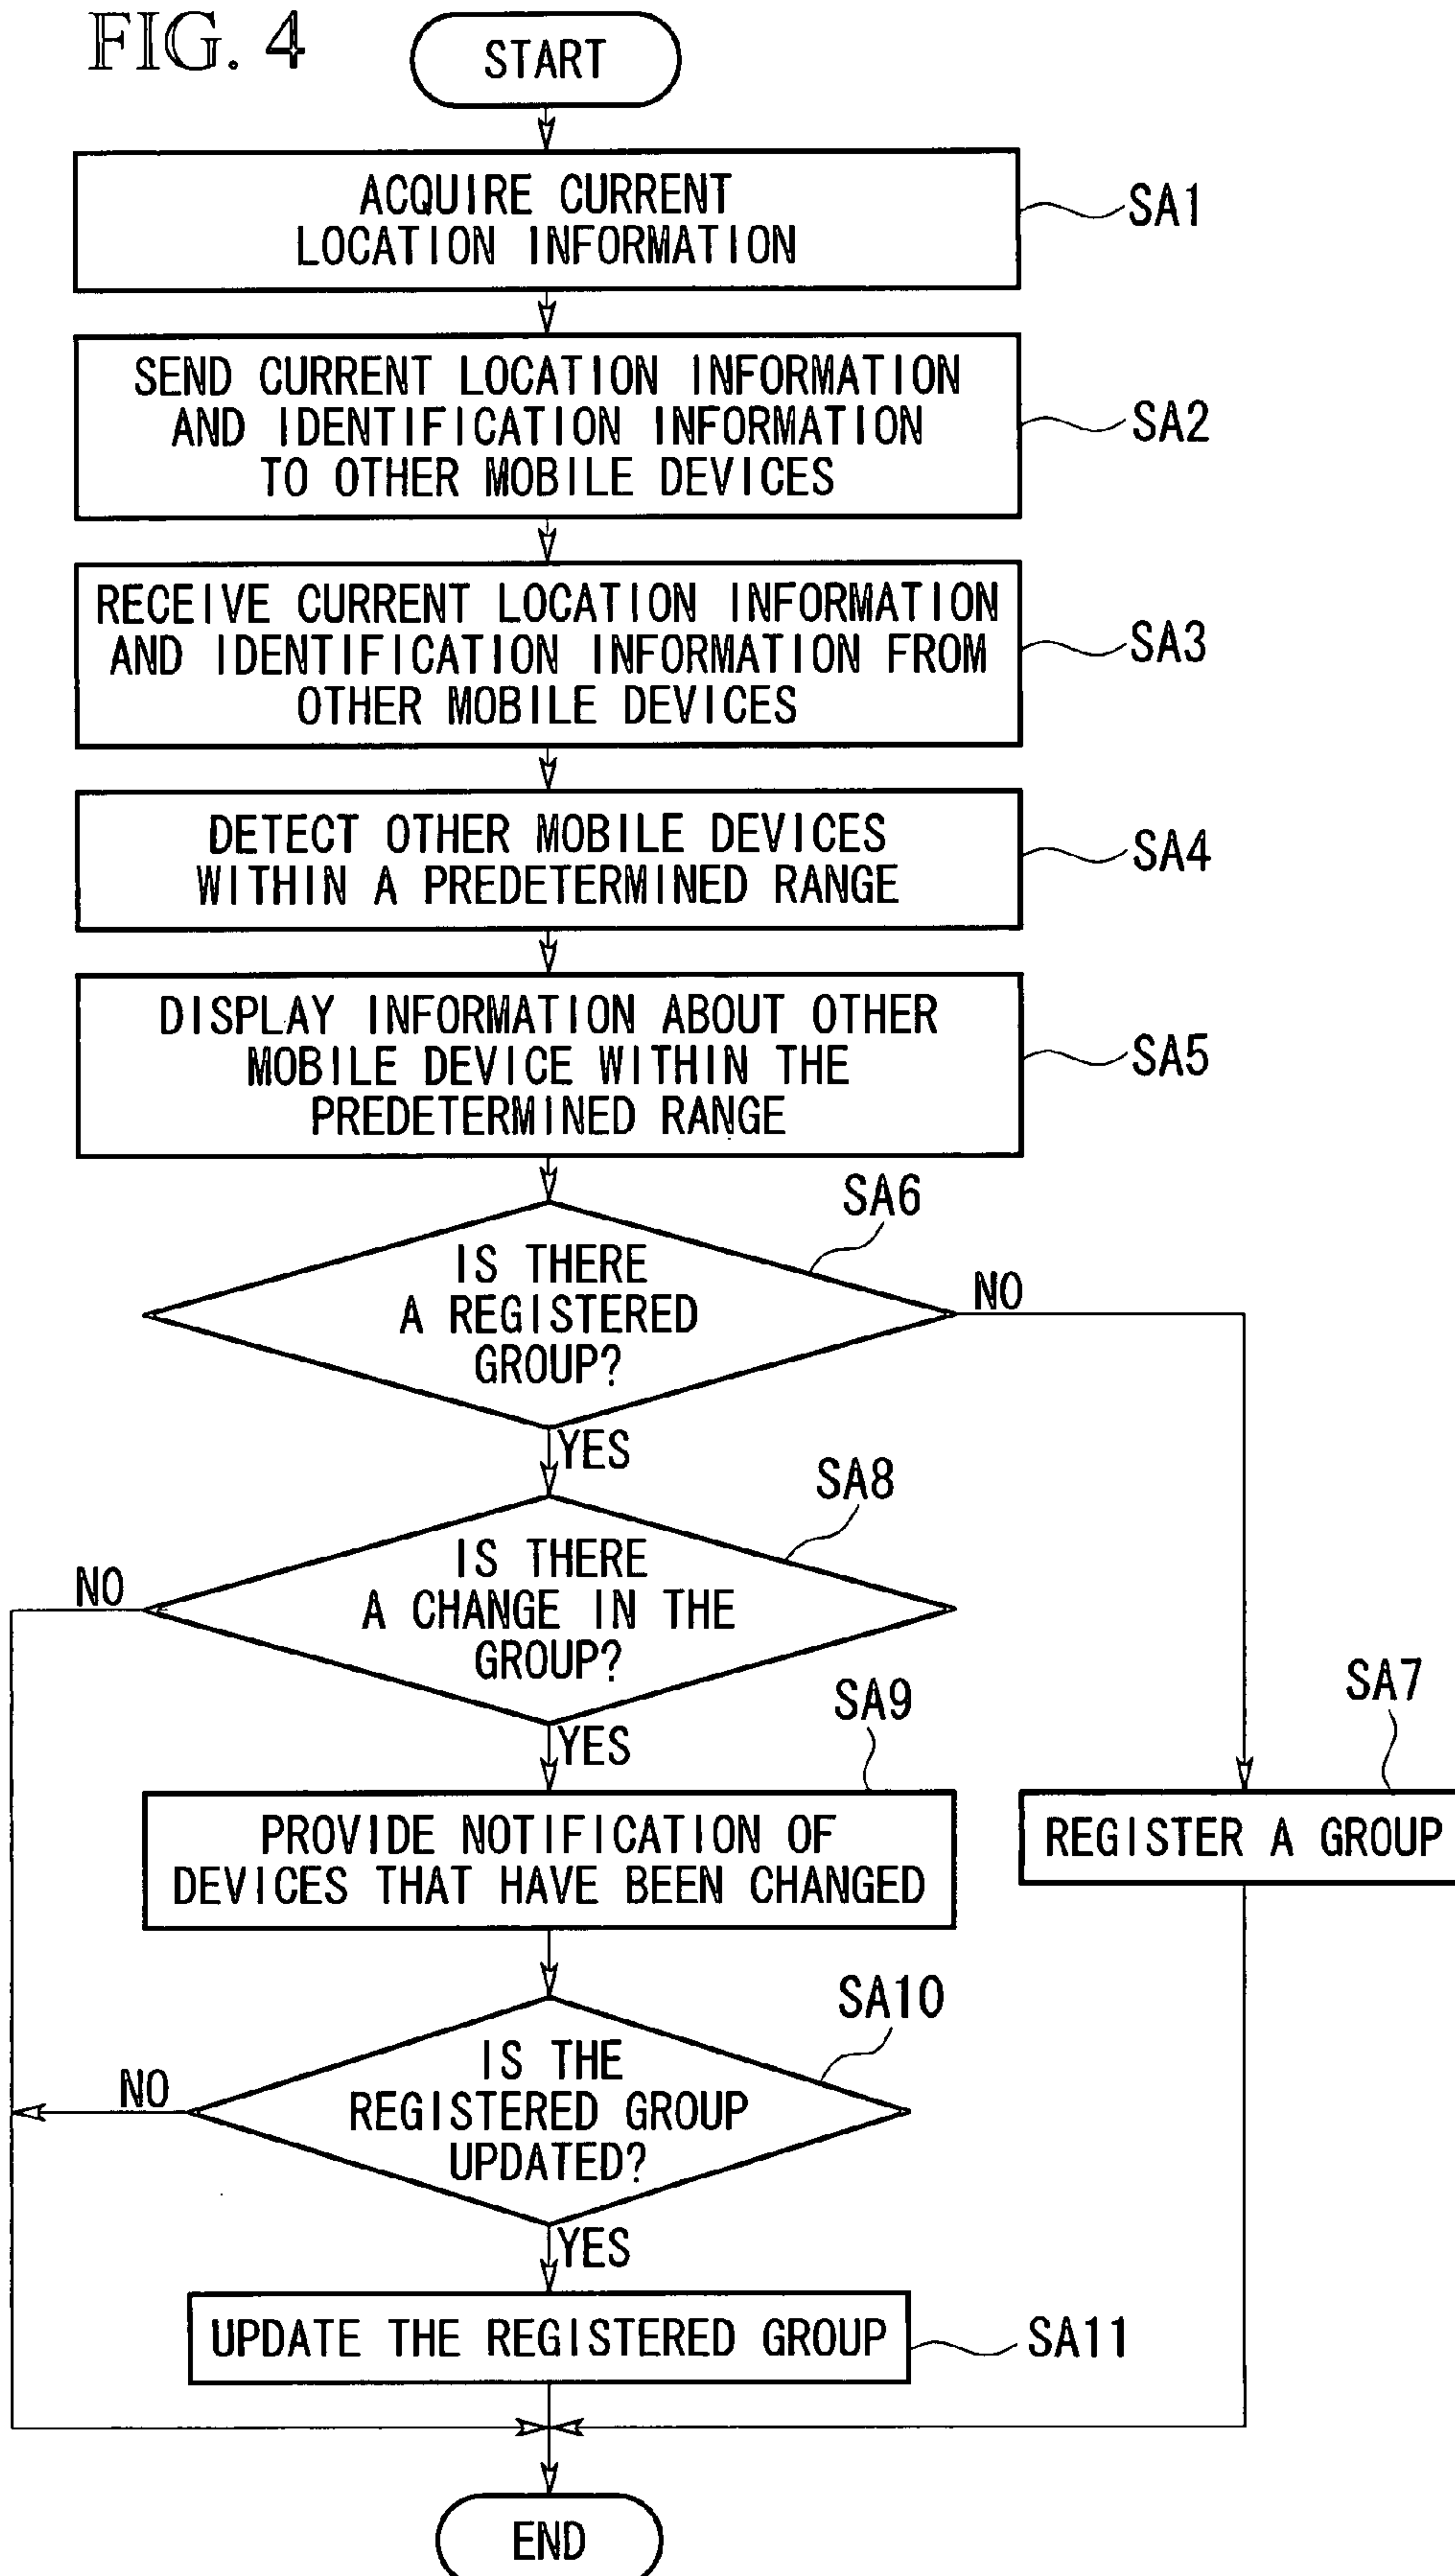 FIG. 4
START
ACQUIRE CURRENT
LOCATION INFORMATION
SA1
SEND CURRENT LOCATION INFORMATION
AND IDENTIFICATION INFORMATION
TO OTHER MOBILE DEVICES
SA2
RECEIVE CURRENT LOCATION INFORMATION
AND IDENTIFICATION INFORMATION FROM
OTHER MOBILE DEVICES
SA3
DETECT OTHER MOBILE DEVICES
WITHIN A PREDETERMINED RANGE
SA4
DISPLAY INFORMATION ABOUT OTHER
MOBILE DEVICE WITHIN THE
PREDETERMINED RANGE
SA5
SA6
IS THERE
A REGISTERED
GROUP?
NO
YES
SA8
IS THERE
A CHANGE IN THE
GROUP?
NO
YES
SA9
PROVIDE NOTIFICATION OF
DEVICES THAT HAVE BEEN CHANGED
SA7
REGISTER A GROUP
SA10
IS THE
REGISTERED GROUP
UPDATED?
NO
YES
UPDATE THE REGISTERED GROUP
SA11
END